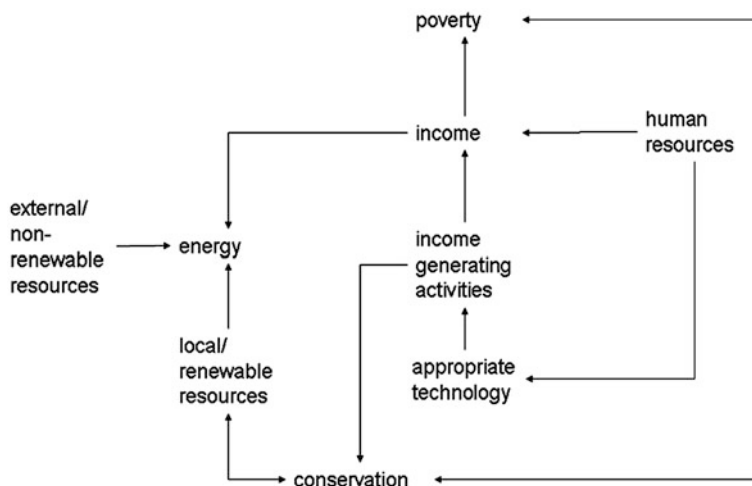 poverty
income
human
resources
external/
non-
renewable
resources
energy
income
generating
activities
local/
renewable
resources
appropriate
technology
conservation